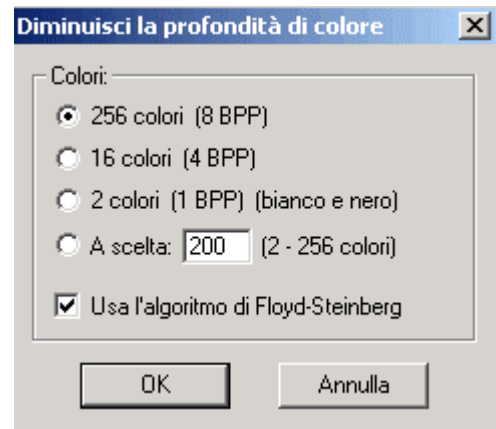 Diminuisci la profondità di colore
Colori:
256 colori (8 BPP)
16 colori (4 BPP)
2 colori (1 BPP) (bianco e nero)
A scelta: 200 (2 - 256 colori)
Usa l'algoritmo di Floyd-Steinberg
OK Annulla